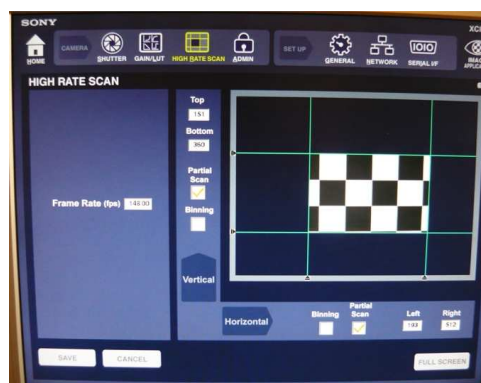 SONY
XCI
HOME
CAMERA
SHUTTER
GAIN/LUT
HIGH RATE SCAN
ADMIN
SET UP
GENERAL
NETWORK
IOIO
SERIAL I/F
HIGH RATE SCAN
Top
151
Bottom
350
Partial
Scan
Binning
Frame Rate (fps)
Vertical
Horizontal
Binning
Partial
Scan
Left
193
Right
512
SAVE
CANCEL
FULL SCREEN